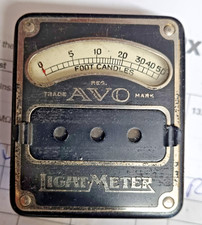 0 5 10 20 30 40 50
FOOT CANDLES
REG.
TRADE AVO MARK
LIGHT-METER